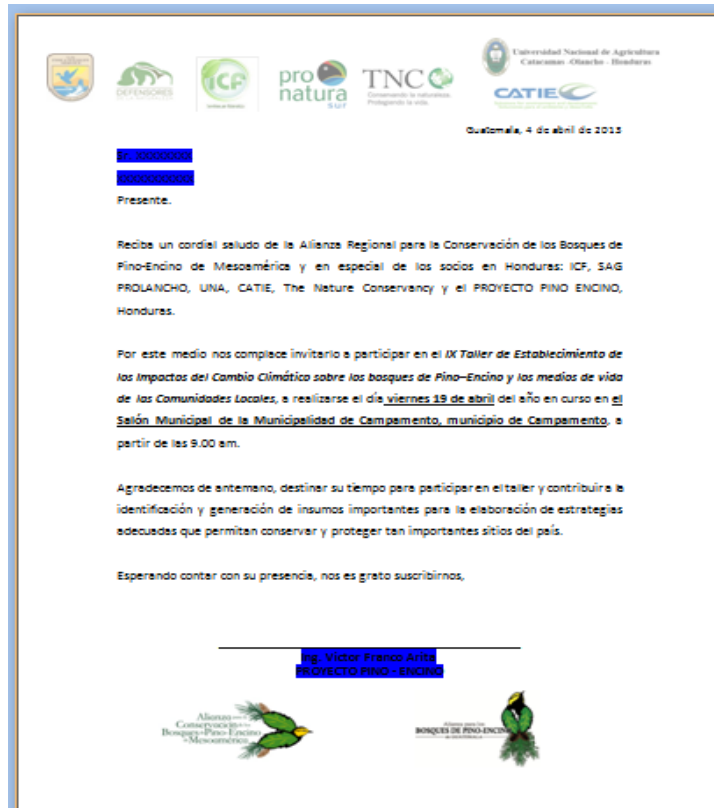 DEFENSORES
ICF
pro
natura
SUR
TNC
Conservando la naturaleza.
Protegiendo la vida.
Universidad Nacional de Agricultura
Catacamas -Olancho - Honduras
CATIE
Guatemala, 4 de abril de 2013
Sr. XXXXXXXX
XXXXXXXXXXX
Presente.
Reciba un cordial saludo de la Alianza Regional para la Conservación de los Bosques de
Pino-Encino de Mesoamérica y en especial de los socios en Honduras: ICF, SAG
PROLANCHO, UNA, CATIE, The Nature Conservancy y el PROYECTO PINO ENCINO,
Honduras.
Por este medio nos complace invitarlo a participar en el IX Taller de Establecimiento de
los Impactos del Cambio Climático sobre los bosques de Pino–Encino y los medios de vida
de las Comunidades Locales, a realizarse el día viernes 19 de abril del año en curso en el
Salón Municipal de la Municipalidad de Campamento, municipio de Campamento, a
partir de las 9.00 am.
Agradecemos de antemano, destinar su tiempo para participar en el taller y contribuir a la
identificación y generación de insumos importantes para la elaboración de estrategias
adecuadas que permitan conservar y proteger tan importantes sitios del país.
Esperando contar con su presencia, nos es grato suscribirnos,
Ing. Victor Franco Arita
PROYECTO PINO - ENCINO
Alianza para la
Conservación de los
Bosques de Pino-Encino
de Mesoamérica
Alianza para los
BOSQUES DE PINO-ENCINO